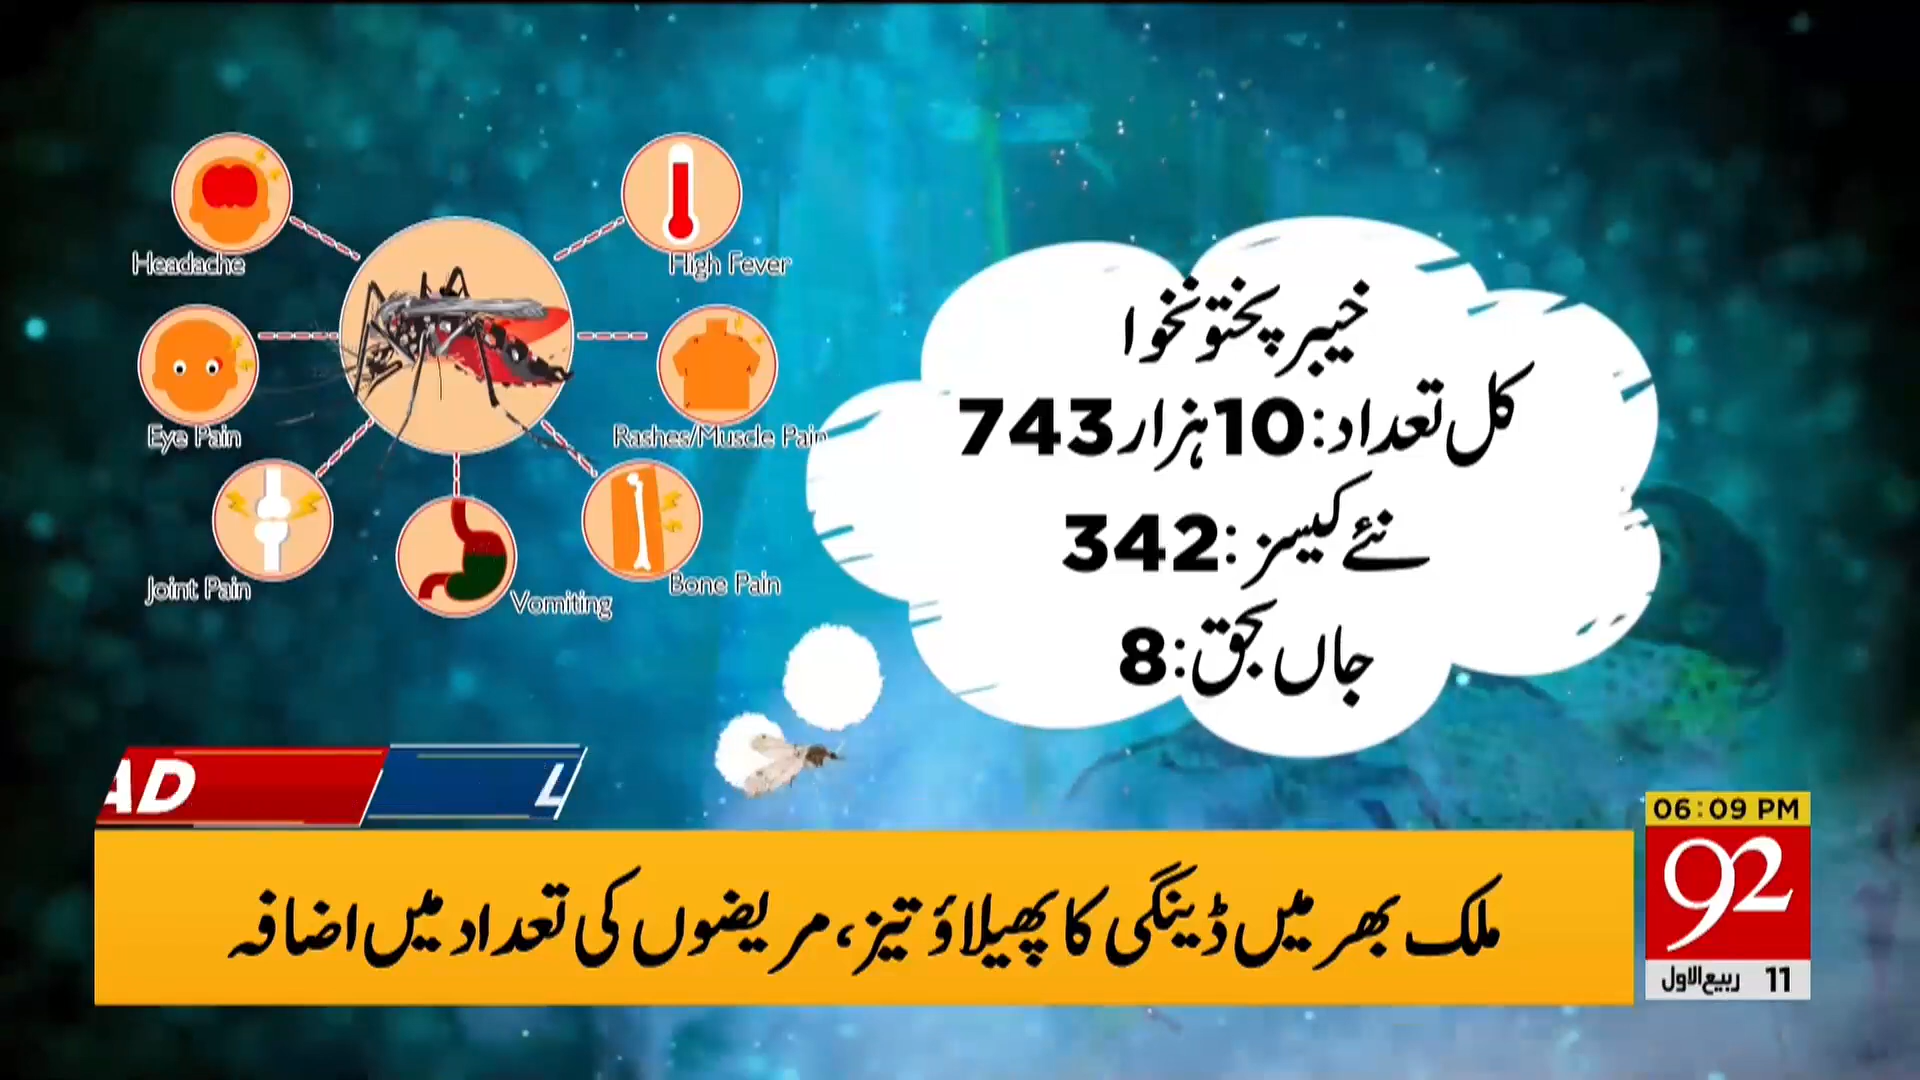 Headache
High Fever
Eye Pain
Rashes/Muscle Pain
Joint Pain
Vomiting
Bone Pain
خیبر پختونخوا
کل تعداد: 10 ہزار 743
نئے کیسز: 342
جاں بحق: 8
AD
L
06:09 PM
92
11 ربیع الاول
ملک بھر میں ڈینگی کا پھیلاؤ تیز، مریضوں کی تعداد میں اضافہ